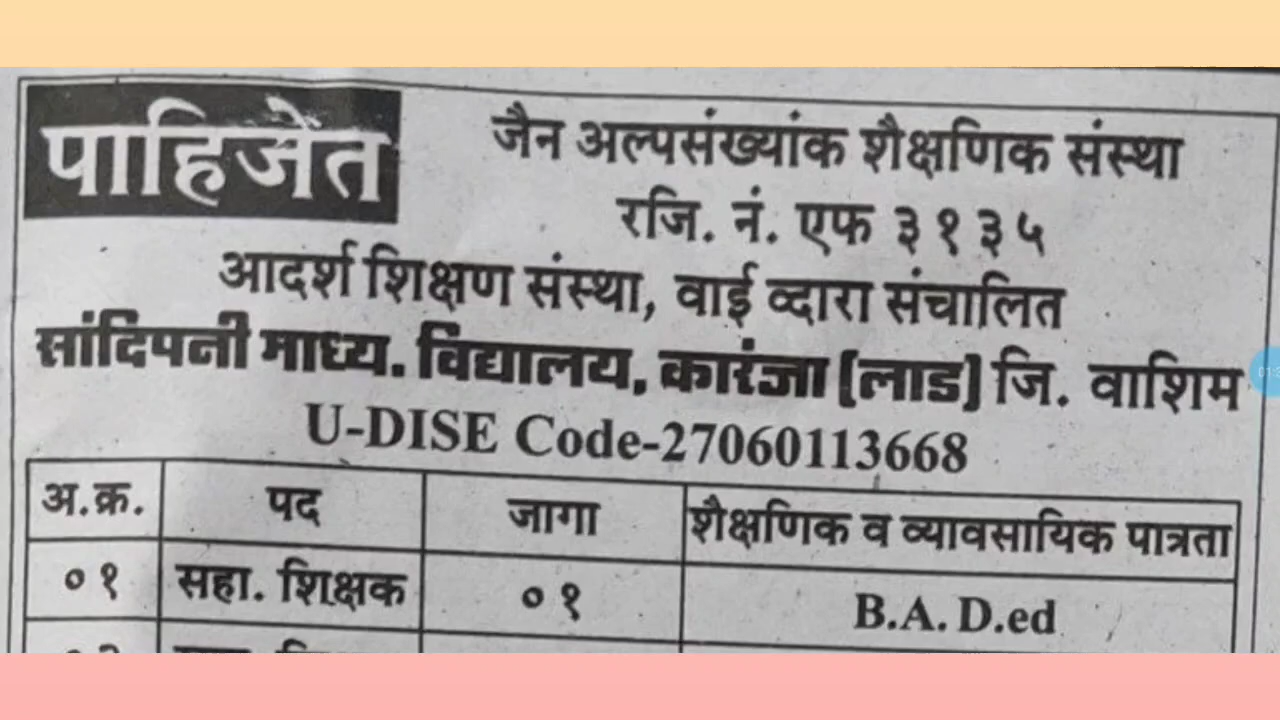 पाहिजेत
जैन अल्पसंख्यांक शैक्षणिक संस्था
रजि. नं. एफ ३१३५
आदर्श शिक्षण संस्था, वाई व्दारा संचालित
सांदिपनी माध्य. विद्यालय, कारंजा (लाड) जि. वाशिम
U-DISE Code-27060113668
अ.क्र. पद जागा शैक्षणिक व व्यावसायिक पात्रता
०१ सहा. शिक्षक ०१ B.A. D.ed